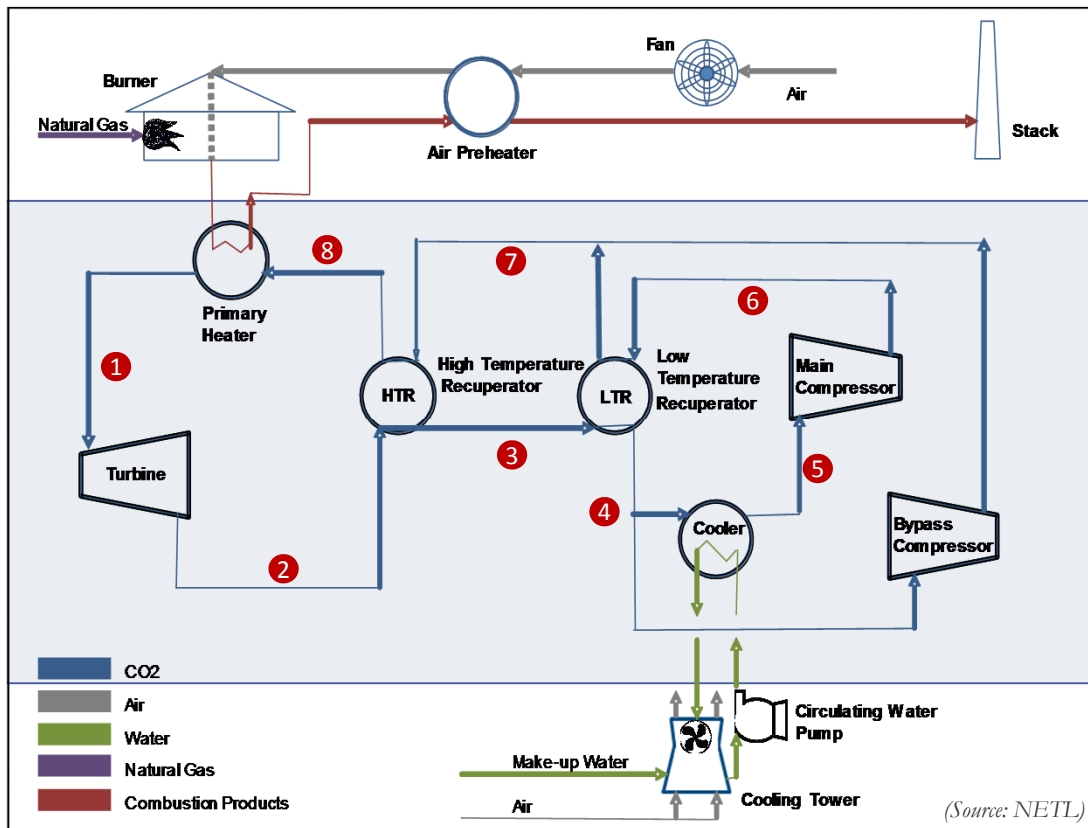 Fan
Burner
Air
Natural Gas
Air Preheater
Stack
8
7
6
Primary
Heater
1
High Temperature
Recuperator
Low
Temperature
Recuperator
Main
Compressor
HTR
LTR
3
5
Turbine
4
Cooler
Bypass
Compressor
2
CO2
Air
Water
Natural Gas
Combustion Products
Circulating Water
Pump
Make-up Water
Air
Cooling Tower
(Source: NETL)